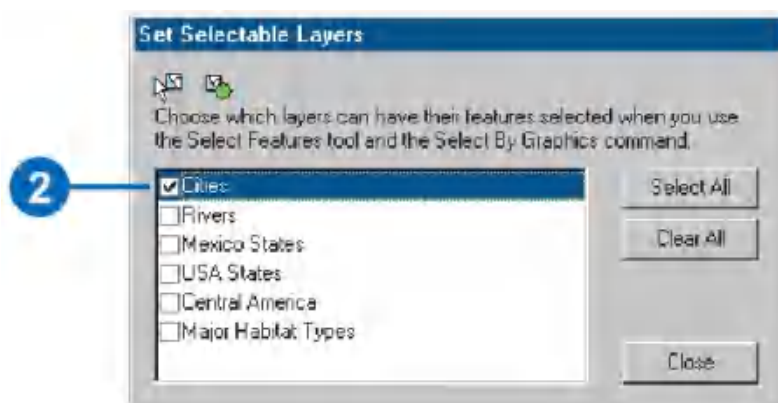 Set Selectable Layers
Choose which layers can have their features selected when you use
the Select Features tool and the Select By Graphics command.
2
Cities
Rivers
Mexico States
USA States
Central America
Major Habitat Types
Select All
Clear All
Close